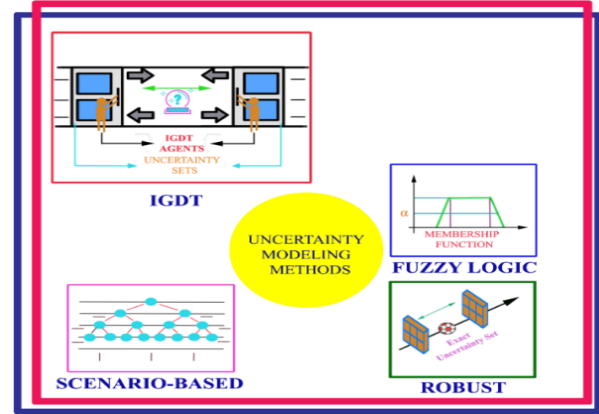 ?
IGDT
AGENTS
UNCERTAINTY
SETS
IGDT
UNCERTAINTY
MODELING
METHODS
α
MEMBERSHIP
FUNCTION
FUZZY LOGIC
SCENARIO-BASED
Exact
Uncertainty Set
ROBUST